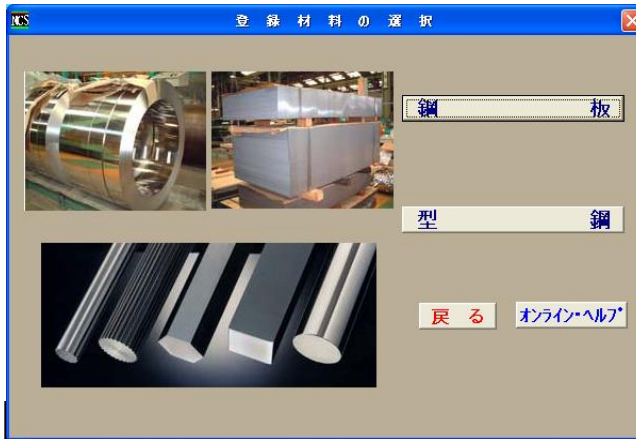 NCS 登 録 材 料 の 選 択
鋼 板
型 鋼
戻 る オンライン・ヘルプ